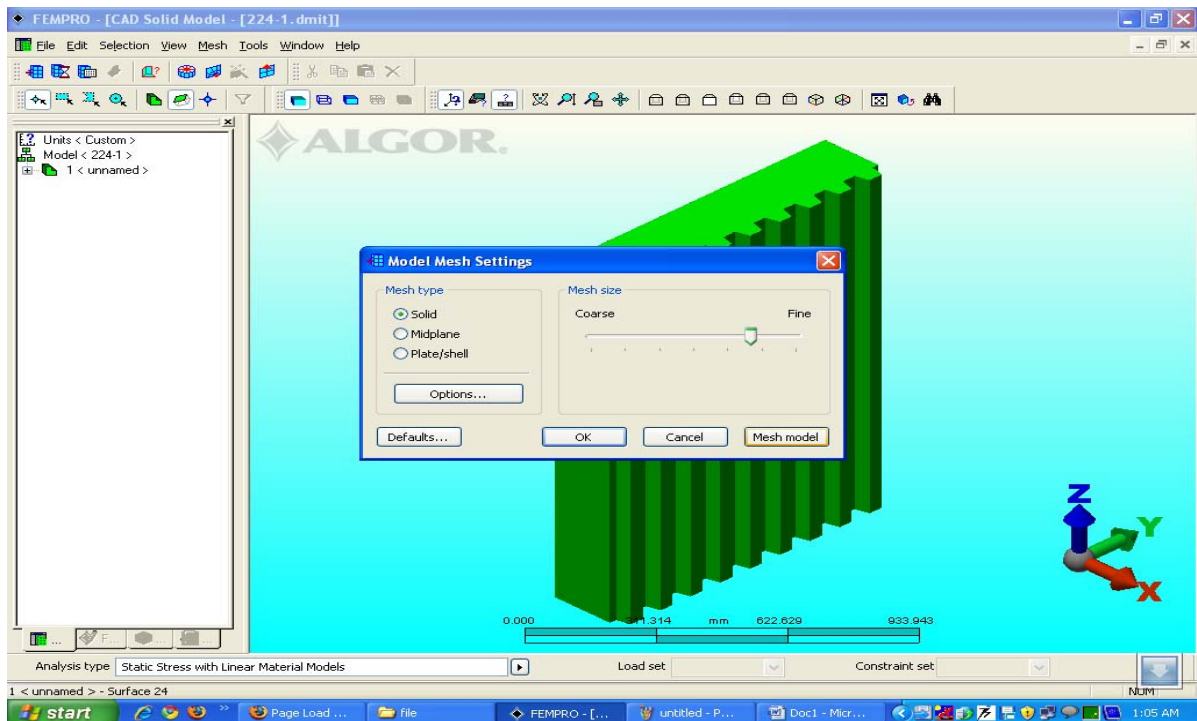 FEMPRO - [CAD Solid Model - [224-1.dmit]]
File Edit Selection View Mesh Tools Window Help
Units < Custom >
Model < 224-1 >
1 < unnamed >
ALGOR.
Model Mesh Settings
Mesh type
Solid
Midplane
Plate/shell
Options...
Mesh size
Coarse Fine
Defaults... OK Cancel Mesh model
Z
Y
X
0.000 311.314 mm 622.629 933.943
... F... ... ...
Analysis type Static Stress with Linear Material Models Load set Constraint set
1 < unnamed > - Surface 24 NUM
start Page Load ... file FEMPRO - [... untitled - P... Doc1 - Micr... 1:05 AM